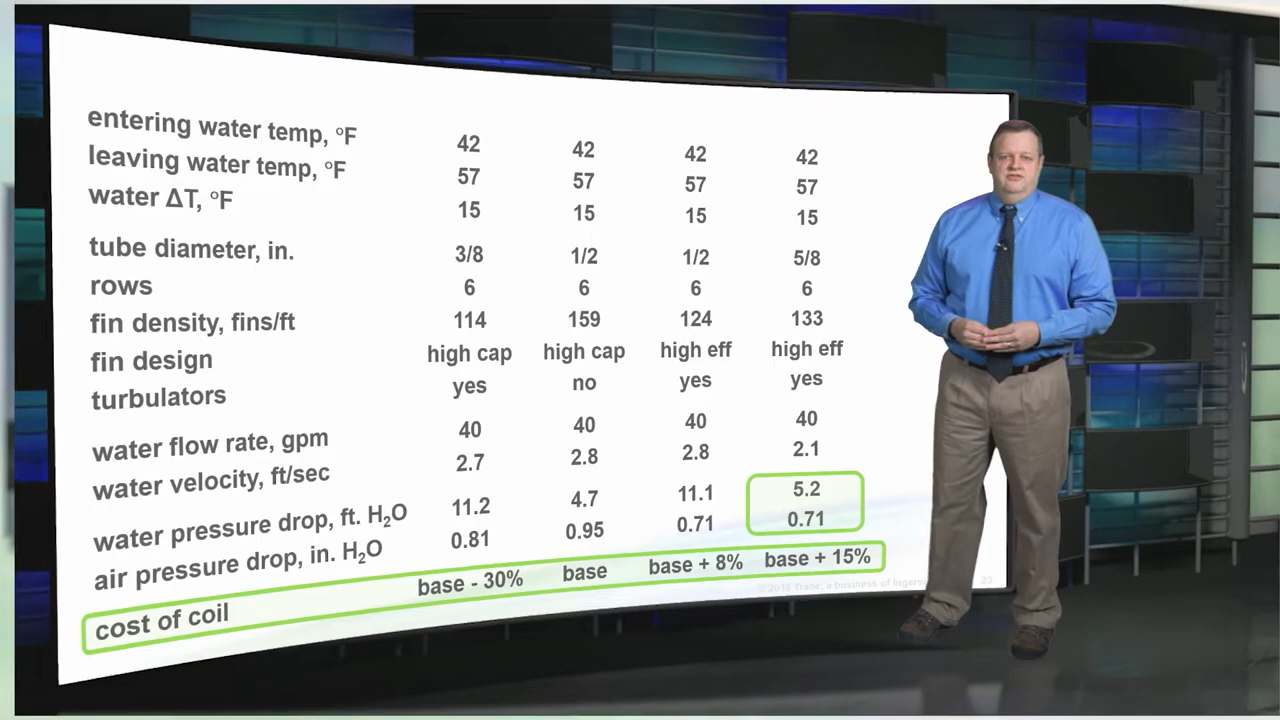 entering water temp, °F 42 42 42 42
leaving water temp, °F 57 57 57 57
water ΔT, °F 15 15 15 15
tube diameter, in. 3/8 1/2 1/2 5/8
rows 6 6 6 6
fin density, fins/ft 114 159 124 133
fin design high cap high cap high eff high eff
turbulators yes no yes yes
water flow rate, gpm 40 40 40 40
water velocity, ft/sec 2.7 2.8 2.8 2.1
water pressure drop, ft. H₂O 11.2 4.7 11.1 5.2
air pressure drop, in. H₂O 0.81 0.95 0.71 0.71
cost of coil base - 30% base base + 8% base + 15%
Trane, a business of 23